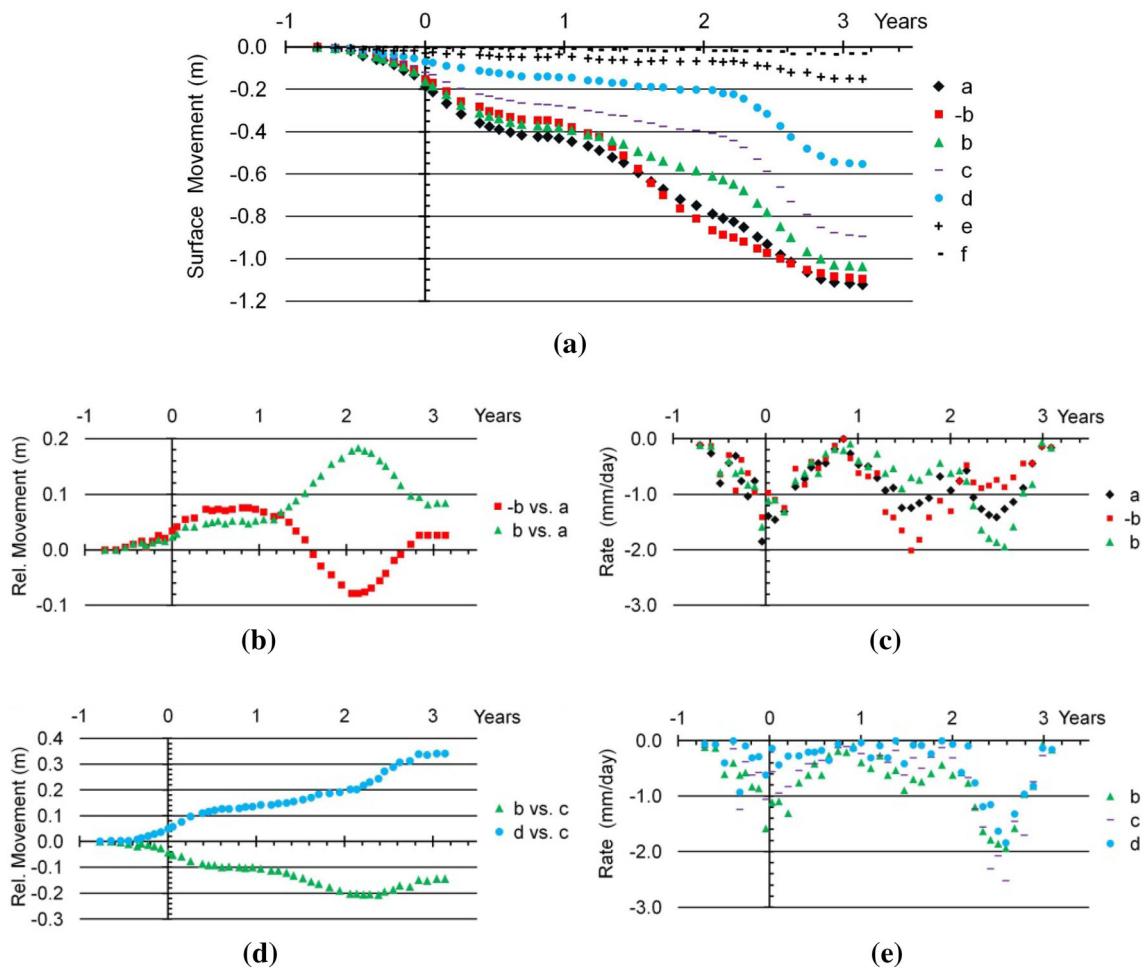 -1 0 1 2 3 Years
0.0
-0.2
-0.4
-0.6
-0.8
-1.0
-1.2
Surface Movement (m)
a
-b
b
c
d
e
f
(a)
-1 0 1 2 3 Years
0.2
0.1
0.0
-0.1
Rel. Movement (m)
-b vs. a
b vs. a
(b)
-1 0 1 2 3 Years
0.0
-1.0
-2.0
-3.0
Rate (mm/day)
a
-b
b
(c)
-1 0 1 2 3 Years
0.4
0.3
0.2
0.1
0.0
-0.1
-0.2
-0.3
Rel. Movement (m)
b vs. c
d vs. c
(d)
-1 0 1 2 3 Years
0.0
-1.0
-2.0
-3.0
Rate (mm/day)
b
c
d
(e)